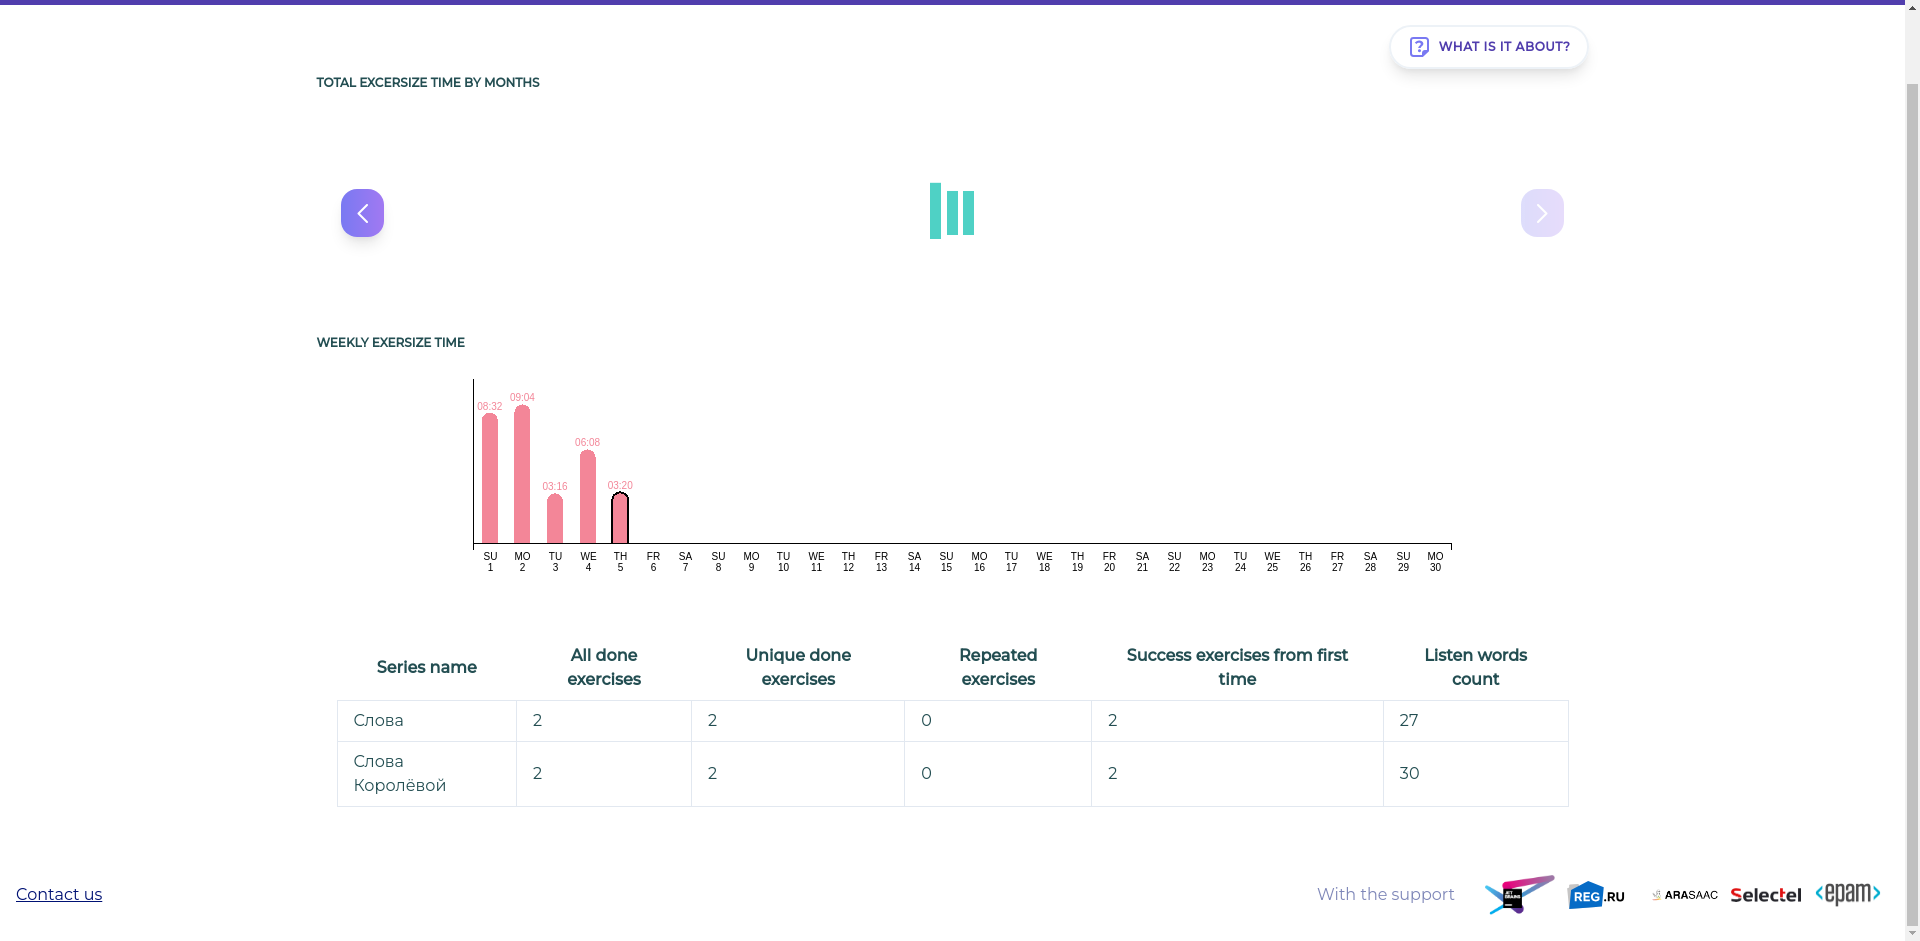 WHAT IS IT ABOUT?
TOTAL EXCERSIZE TIME BY MONTHS
WEEKLY EXERSIZE TIME
08:32 09:04 03:16 06:08 03:20
SU MO TU WE TH FR SA SU MO TU WE TH FR SA SU MO TU WE TH FR SA SU MO TU WE TH FR SA SU MO
1 2 3 4 5 6 7 8 9 10 11 12 13 14 15 16 17 18 19 20 21 22 23 24 25 26 27 28 29 30
Series name All done exercises Unique done exercises Repeated exercises Success exercises from first time Listen words count
Слова 2 2 0 2 27
Слова Королёвой 2 2 0 2 30
Contact us
With the support
JET BRAINS REG.RU ARASAAC Selectel <epam>